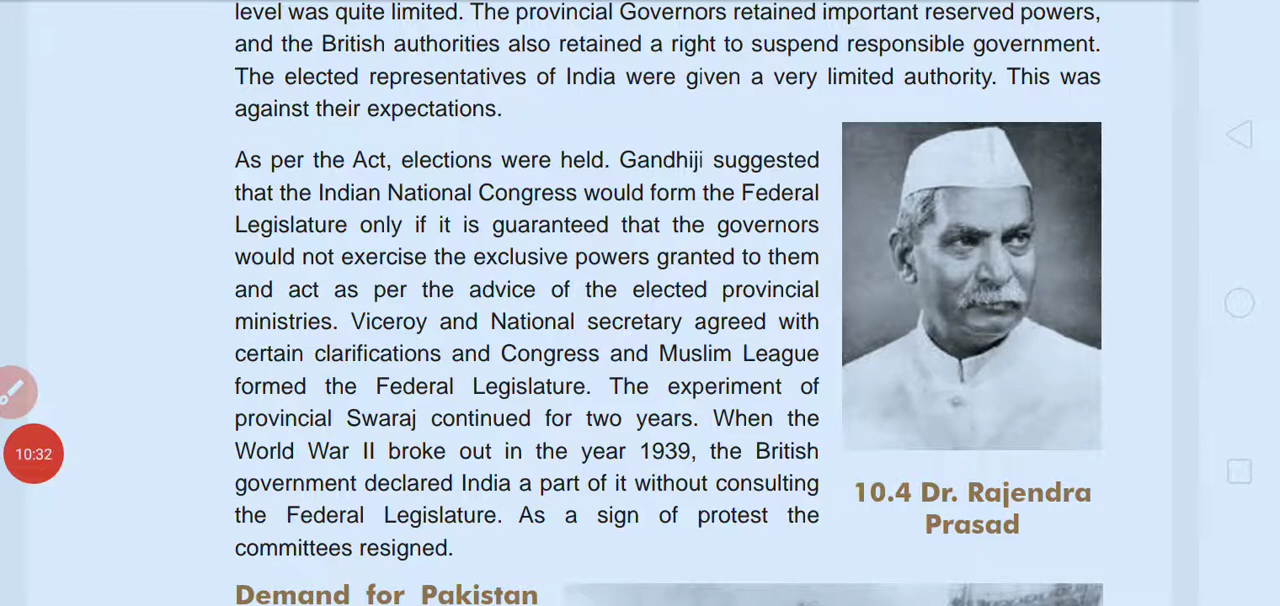 level was quite limited. The provincial Governors retained important reserved powers,
and the British authorities also retained a right to suspend responsible government.
The elected representatives of India were given a very limited authority. This was
against their expectations.
As per the Act, elections were held. Gandhiji suggested
that the Indian National Congress would form the Federal
Legislature only if it is guaranteed that the governors
would not exercise the exclusive powers granted to them
and act as per the advice of the elected provincial
ministries. Viceroy and National secretary agreed with
certain clarifications and Congress and Muslim League
formed the Federal Legislature. The experiment of
provincial Swaraj continued for two years. When the
World War II broke out in the year 1939, the British
government declared India a part of it without consulting
the Federal Legislature. As a sign of protest the
committees resigned.
10.4 Dr. Rajendra
Prasad
Demand for Pakistan
10:32